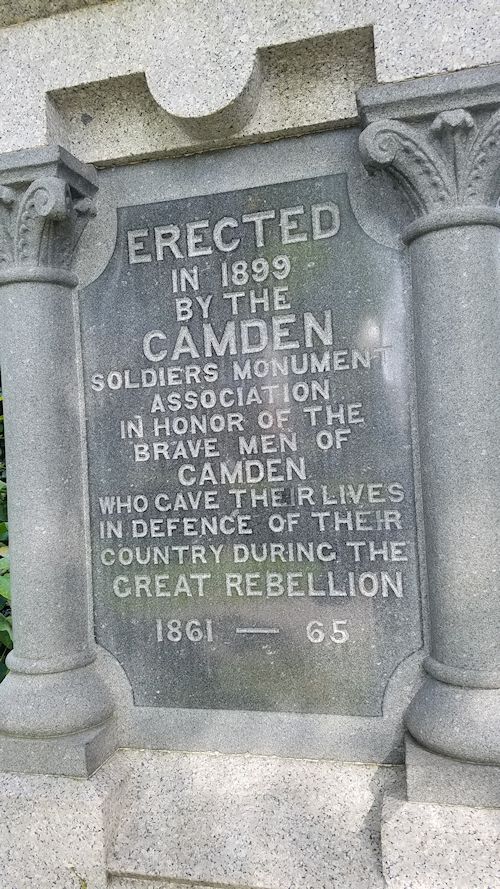 ERECTED
IN 1899
BY THE
CAMDEN
SOLDIERS MONUMENT
ASSOCIATION
IN HONOR OF THE
BRAVE MEN OF
CAMDEN
WHO GAVE THEIR LIVES
IN DEFENCE OF THEIR
COUNTRY DURING THE
GREAT REBELLION
1861 — 65